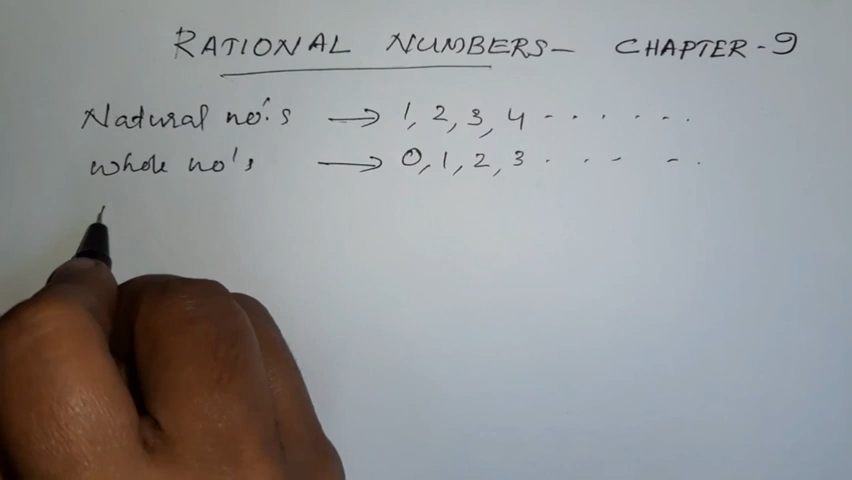 RATIONAL NUMBERS- CHAPTER-9
Natural no's → 1, 2, 3, 4 - . . . . - .
whole no's → 0, 1, 2, 3 . . - - .